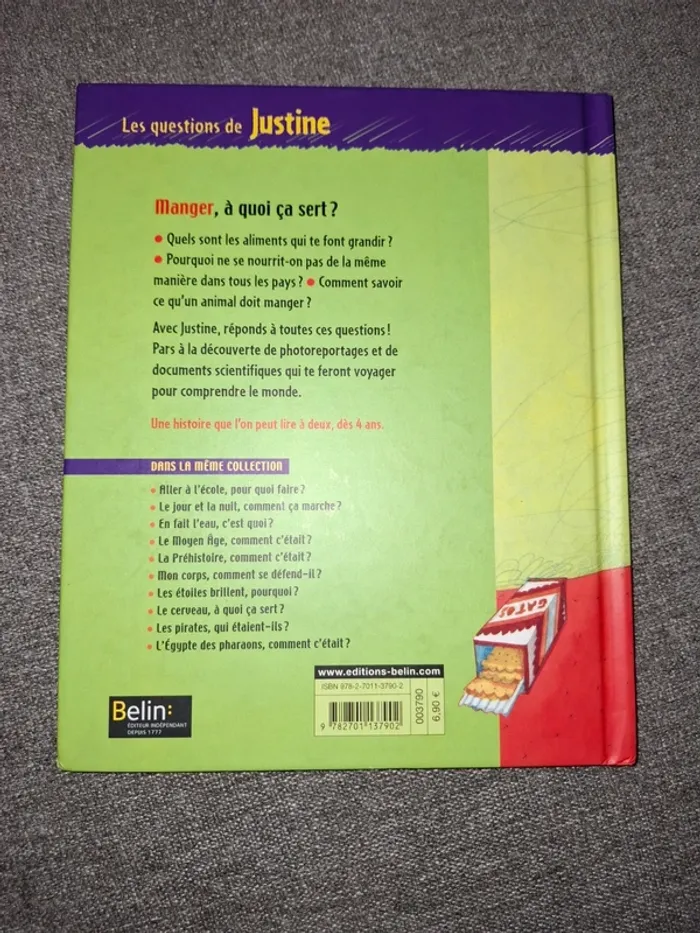 Les questions de Justine
Manger, à quoi ça sert ?
• Quels sont les aliments qui te font grandir ?
• Pourquoi ne se nourrit-on pas de la même
manière dans tous les pays ? • Comment savoir
ce qu'un animal doit manger ?
Avec Justine, réponds à toutes ces questions !
Pars à la découverte de photoreportages et de
documents scientifiques qui te feront voyager
pour comprendre le monde.
Une histoire que l'on peut lire à deux, dès 4 ans.
DANS LA MÊME COLLECTION
• Aller à l'école, pour quoi faire ?
• Le jour et la nuit, comment ça marche ?
• En fait l'eau, c'est quoi ?
• Le Moyen Âge, comment c'était ?
• La Préhistoire, comment c'était ?
• Mon corps, comment se défend-il ?
• Les étoiles brillent, pourquoi ?
• Le cerveau, à quoi ça sert ?
• Les pirates, qui étaient-ils ?
• L'Égypte des pharaons, comment c'était ?
GATO
www.editions-belin.com
ISBN 978-2-7011-3790-2
9 782701 137902
003790
6,90 €
Belin:
ÉDITEUR INDÉPENDANT
DEPUIS 1777